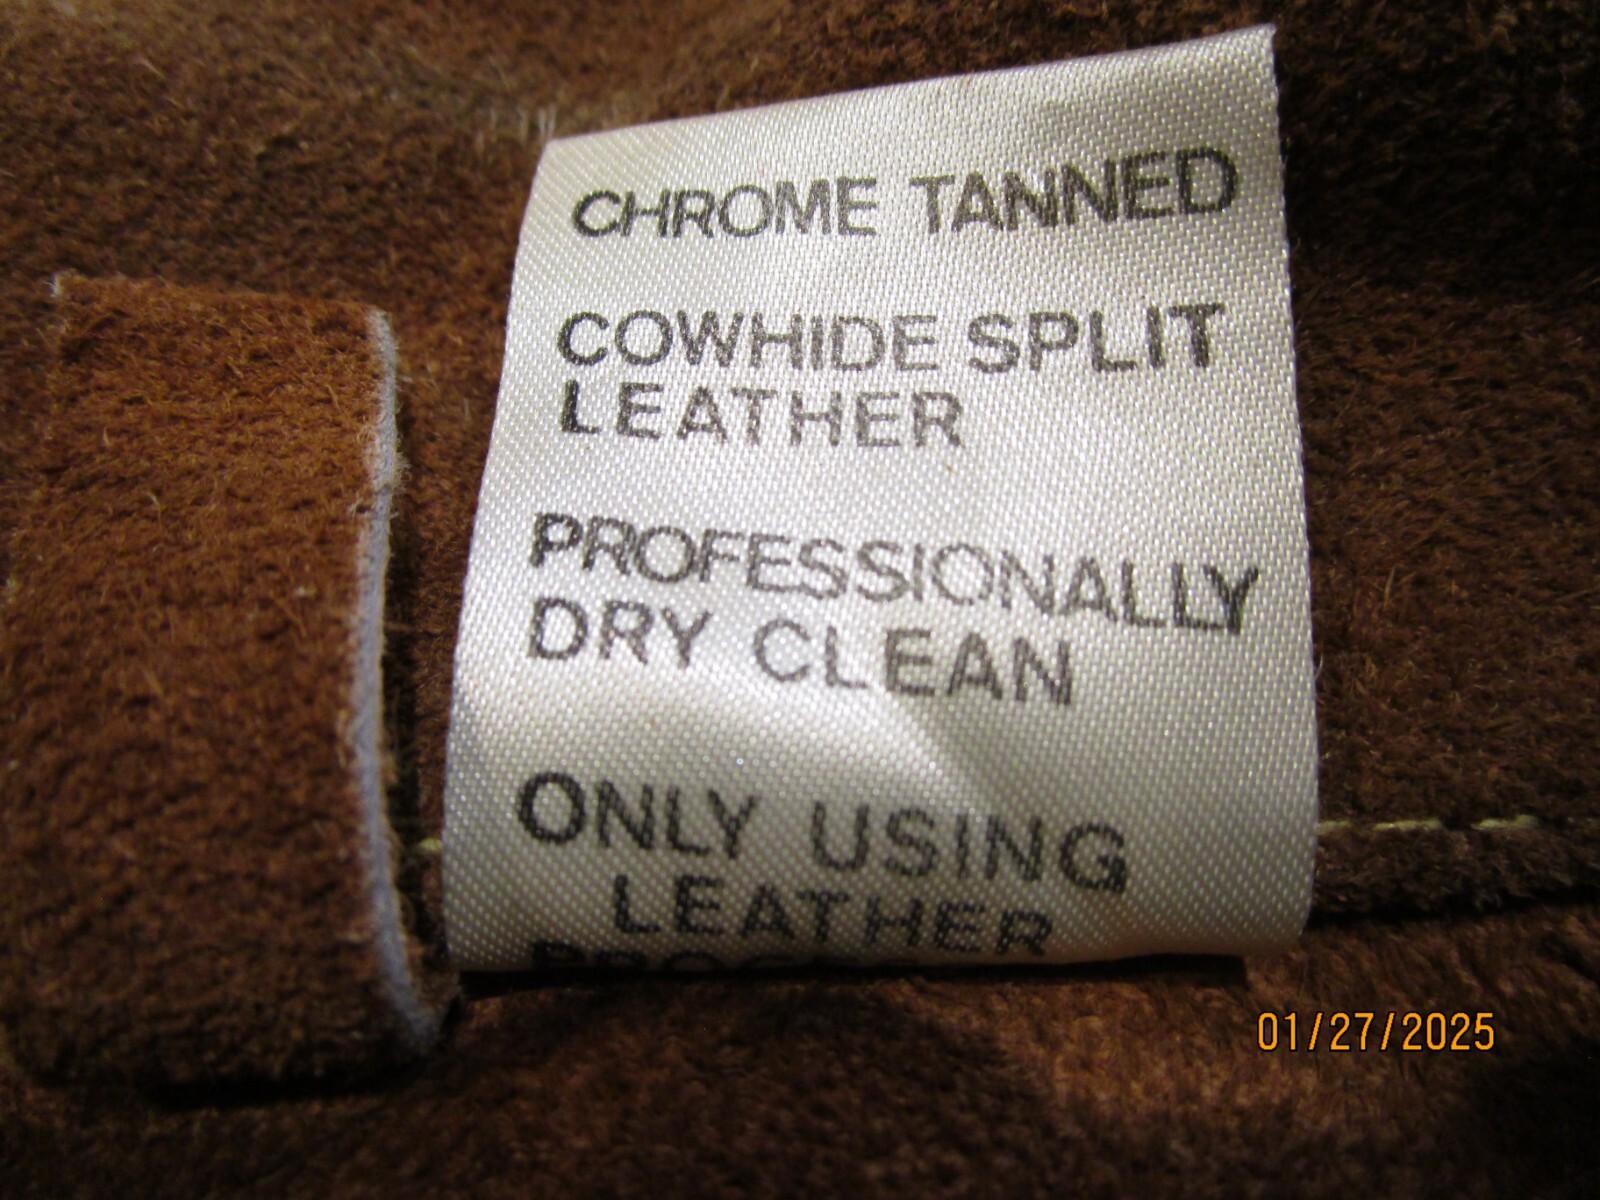 CHROME TANNED
COWHIDE SPLIT
LEATHER
PROFESSIONALLY
DRY CLEAN
ONLY USING
LEATHER
01/27/2025